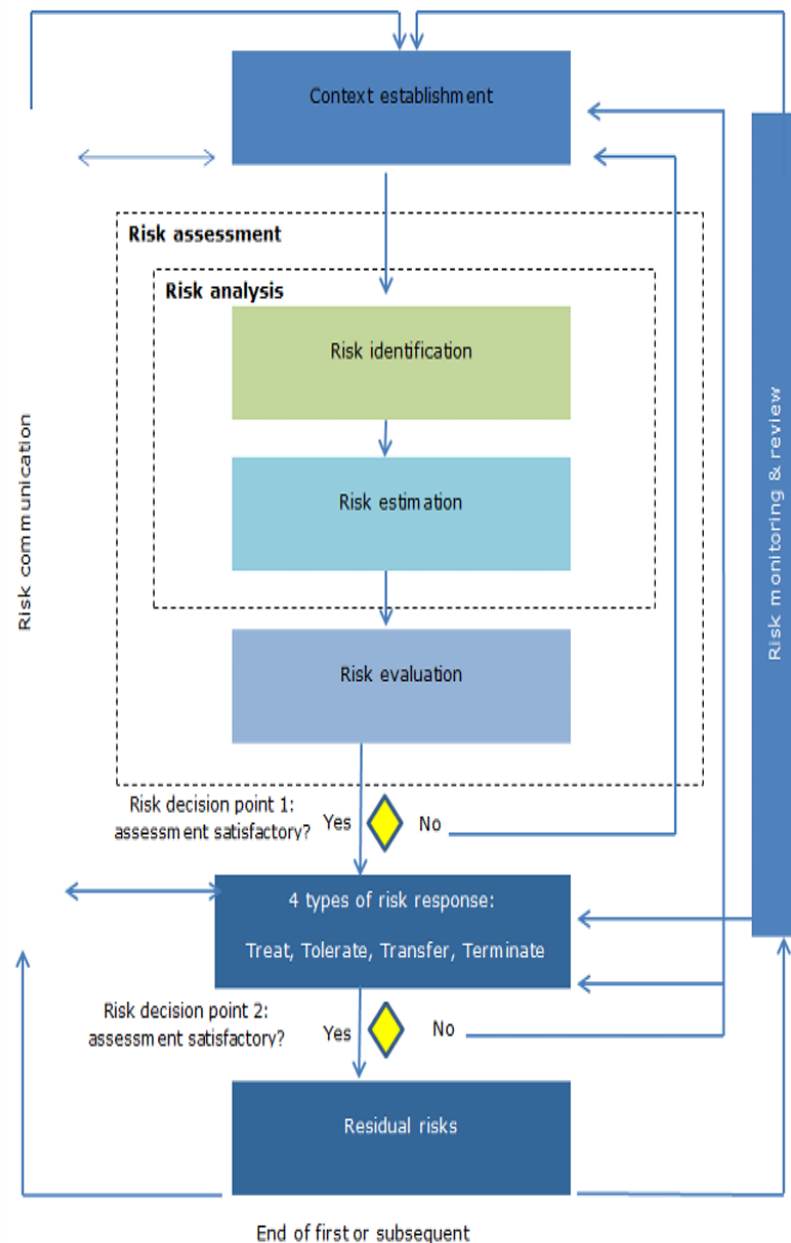 Context establishment
Risk assessment
Risk analysis
Risk identification
Risk estimation
Risk evaluation
Risk communication
Risk monitoring & review
Risk decision point 1:
assessment satisfactory?
Yes
No
4 types of risk response:
Treat, Tolerate, Transfer, Terminate
Risk decision point 2:
assessment satisfactory?
Yes
No
Residual risks
End of first or subsequent